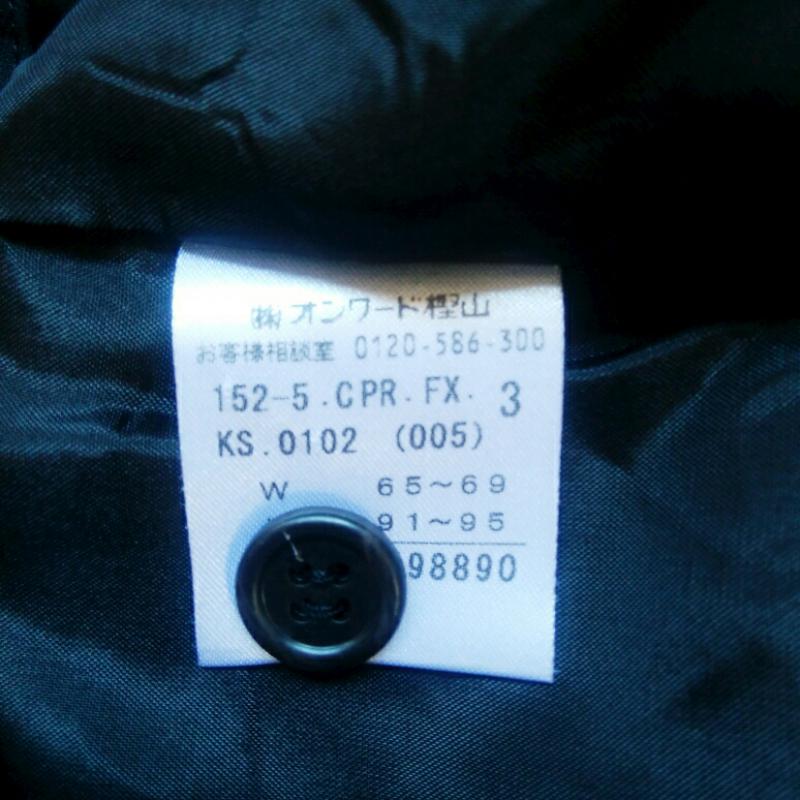 ㈱オンワード樫山
お客様相談室 0120-586-300
152-5.CPR.FX. 3
KS.0102 (005)
W 65～69
91～95
98890